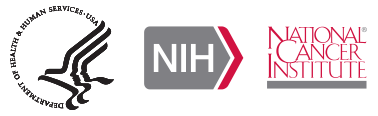 DEPARTMENT OF HEALTH & HUMAN SERVICES·USA
NIH
NATIONAL®
CANCER
INSTITUTE